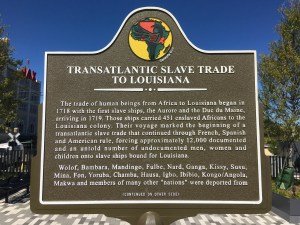 TRANSATLANTIC SLAVE TRADE
TO LOUISIANA
The trade of human beings from Africa to Louisiana began in
1718 with the first slave ships, the Aurore and the Duc du Maine,
arriving in 1719. Those ships carried 451 enslaved Africans to the
Louisiana colony. Their voyage marked the beginning of a
transatlantic slave trade that continued through French, Spanish
and American rule, forcing approximately 12,000 documented
and an untold number of undocumented men, women and
children onto slave ships bound for Louisiana.
Wolof, Bambara, Mandingo, Fulbe, Nard, Ganga, Kissy, Susu,
Mina, Fon, Yoruba, Chamba, Hausa, Igbo, Ibibio, Kongo/Angola,
Makwa and members of many other "nations" were deported from
(CONTINUED ON OTHER SIDE)